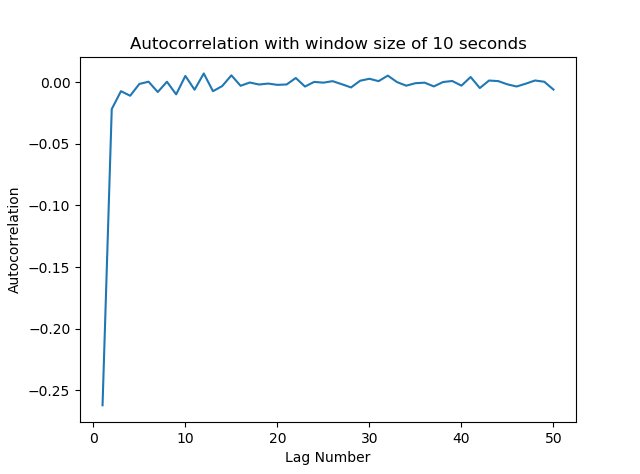 Autocorrelation with window size of 10 seconds
0.00
−0.05
−0.10
−0.15
−0.20
−0.25
Autocorrelation
0 10 20 30 40 50
Lag Number